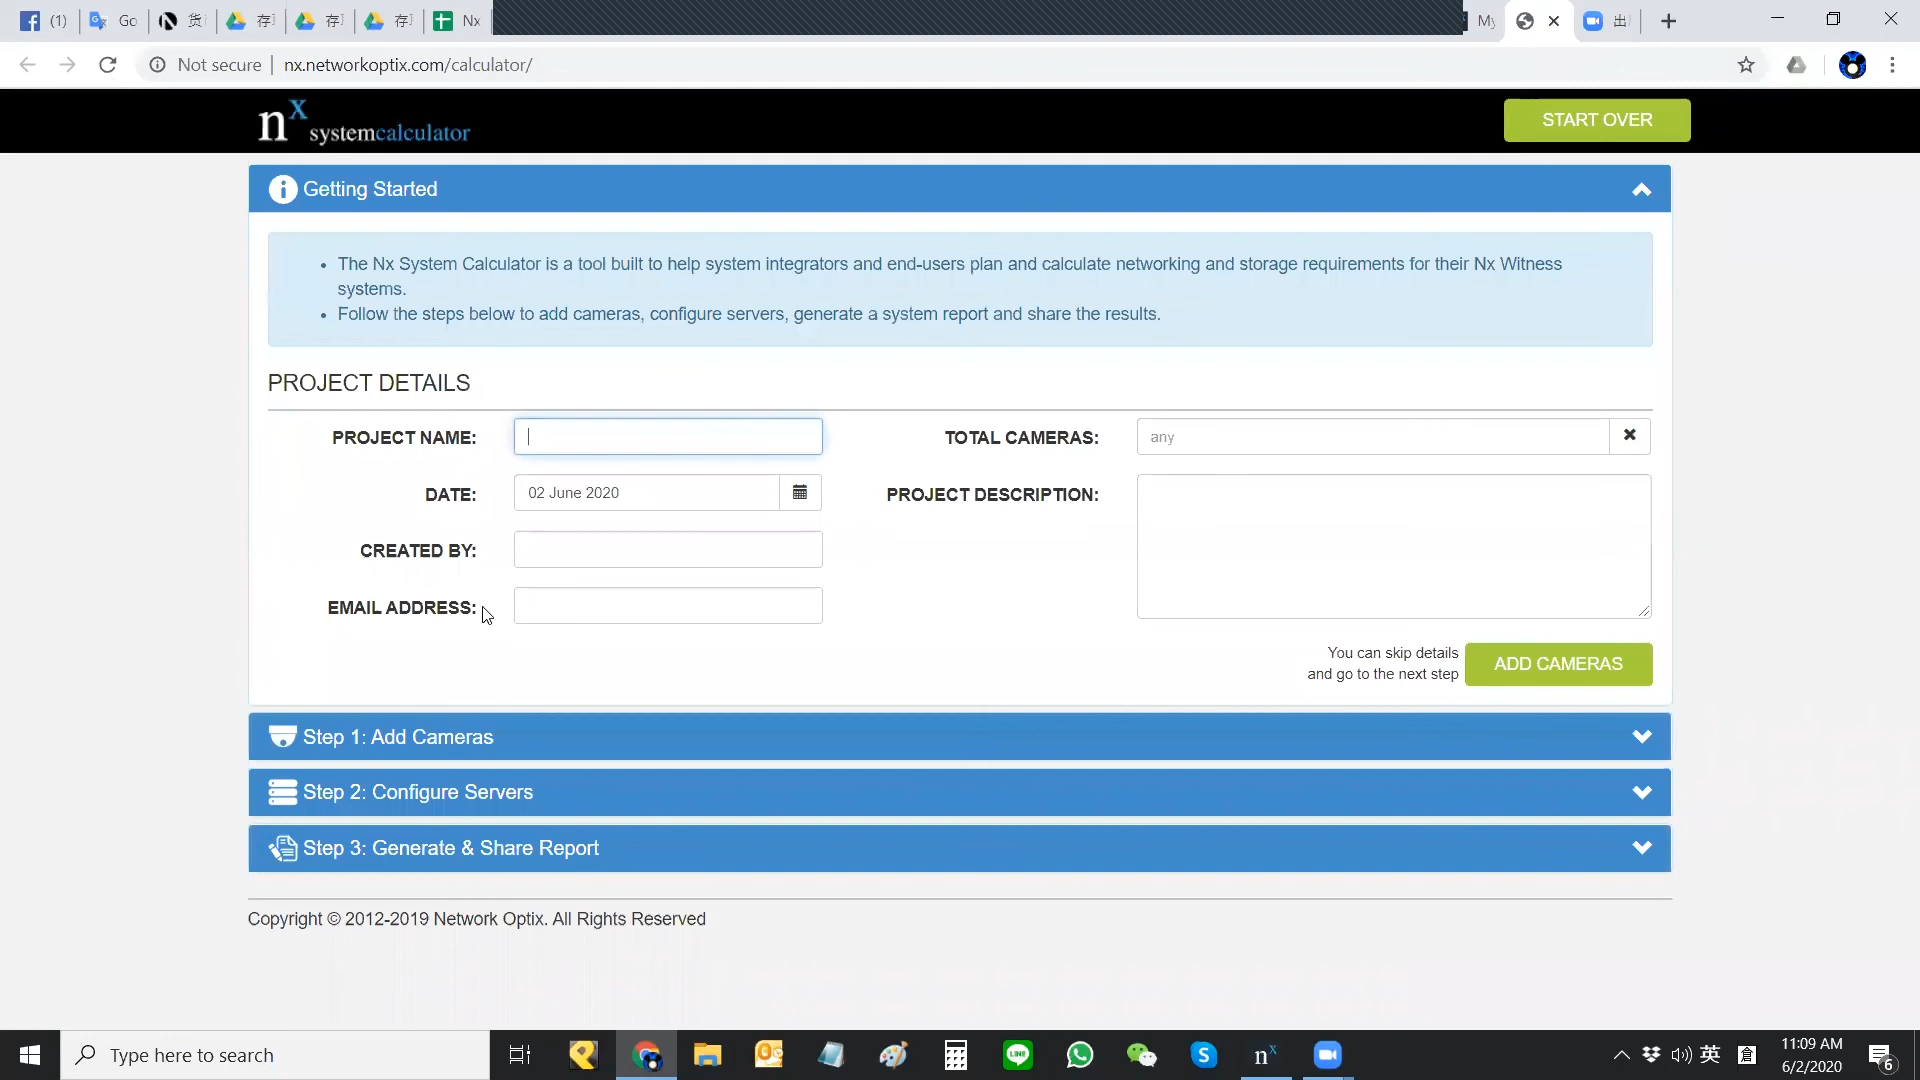 (1)
Go
货
存
存
存
Nx
My
出
Not secure
nx.networkoptix.com/calculator/
nx systemcalculator
START OVER
Getting Started
• The Nx System Calculator is a tool built to help system integrators and end-users plan and calculate networking and storage requirements for their Nx Witness
systems.
• Follow the steps below to add cameras, configure servers, generate a system report and share the results.
PROJECT DETAILS
PROJECT NAME:
TOTAL CAMERAS:
any
DATE:
02 June 2020
PROJECT DESCRIPTION:
CREATED BY:
EMAIL ADDRESS:
You can skip details
and go to the next step
ADD CAMERAS
Step 1: Add Cameras
Step 2: Configure Servers
Step 3: Generate & Share Report
Copyright © 2012-2019 Network Optix. All Rights Reserved
Type here to search
LINE
nx
英
倉
11:09 AM
6/2/2020
6